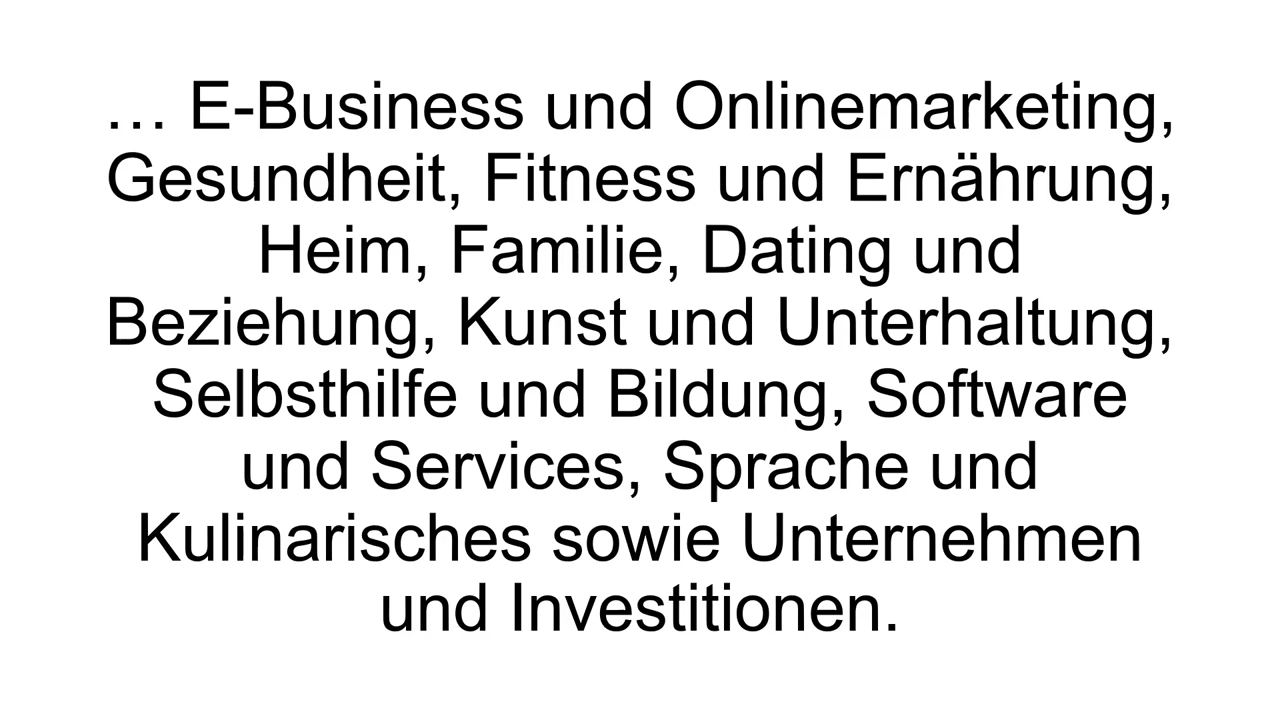 … E-Business und Onlinemarketing,
Gesundheit, Fitness und Ernährung,
Heim, Familie, Dating und
Beziehung, Kunst und Unterhaltung,
Selbsthilfe und Bildung, Software
und Services, Sprache und
Kulinarisches sowie Unternehmen
und Investitionen.